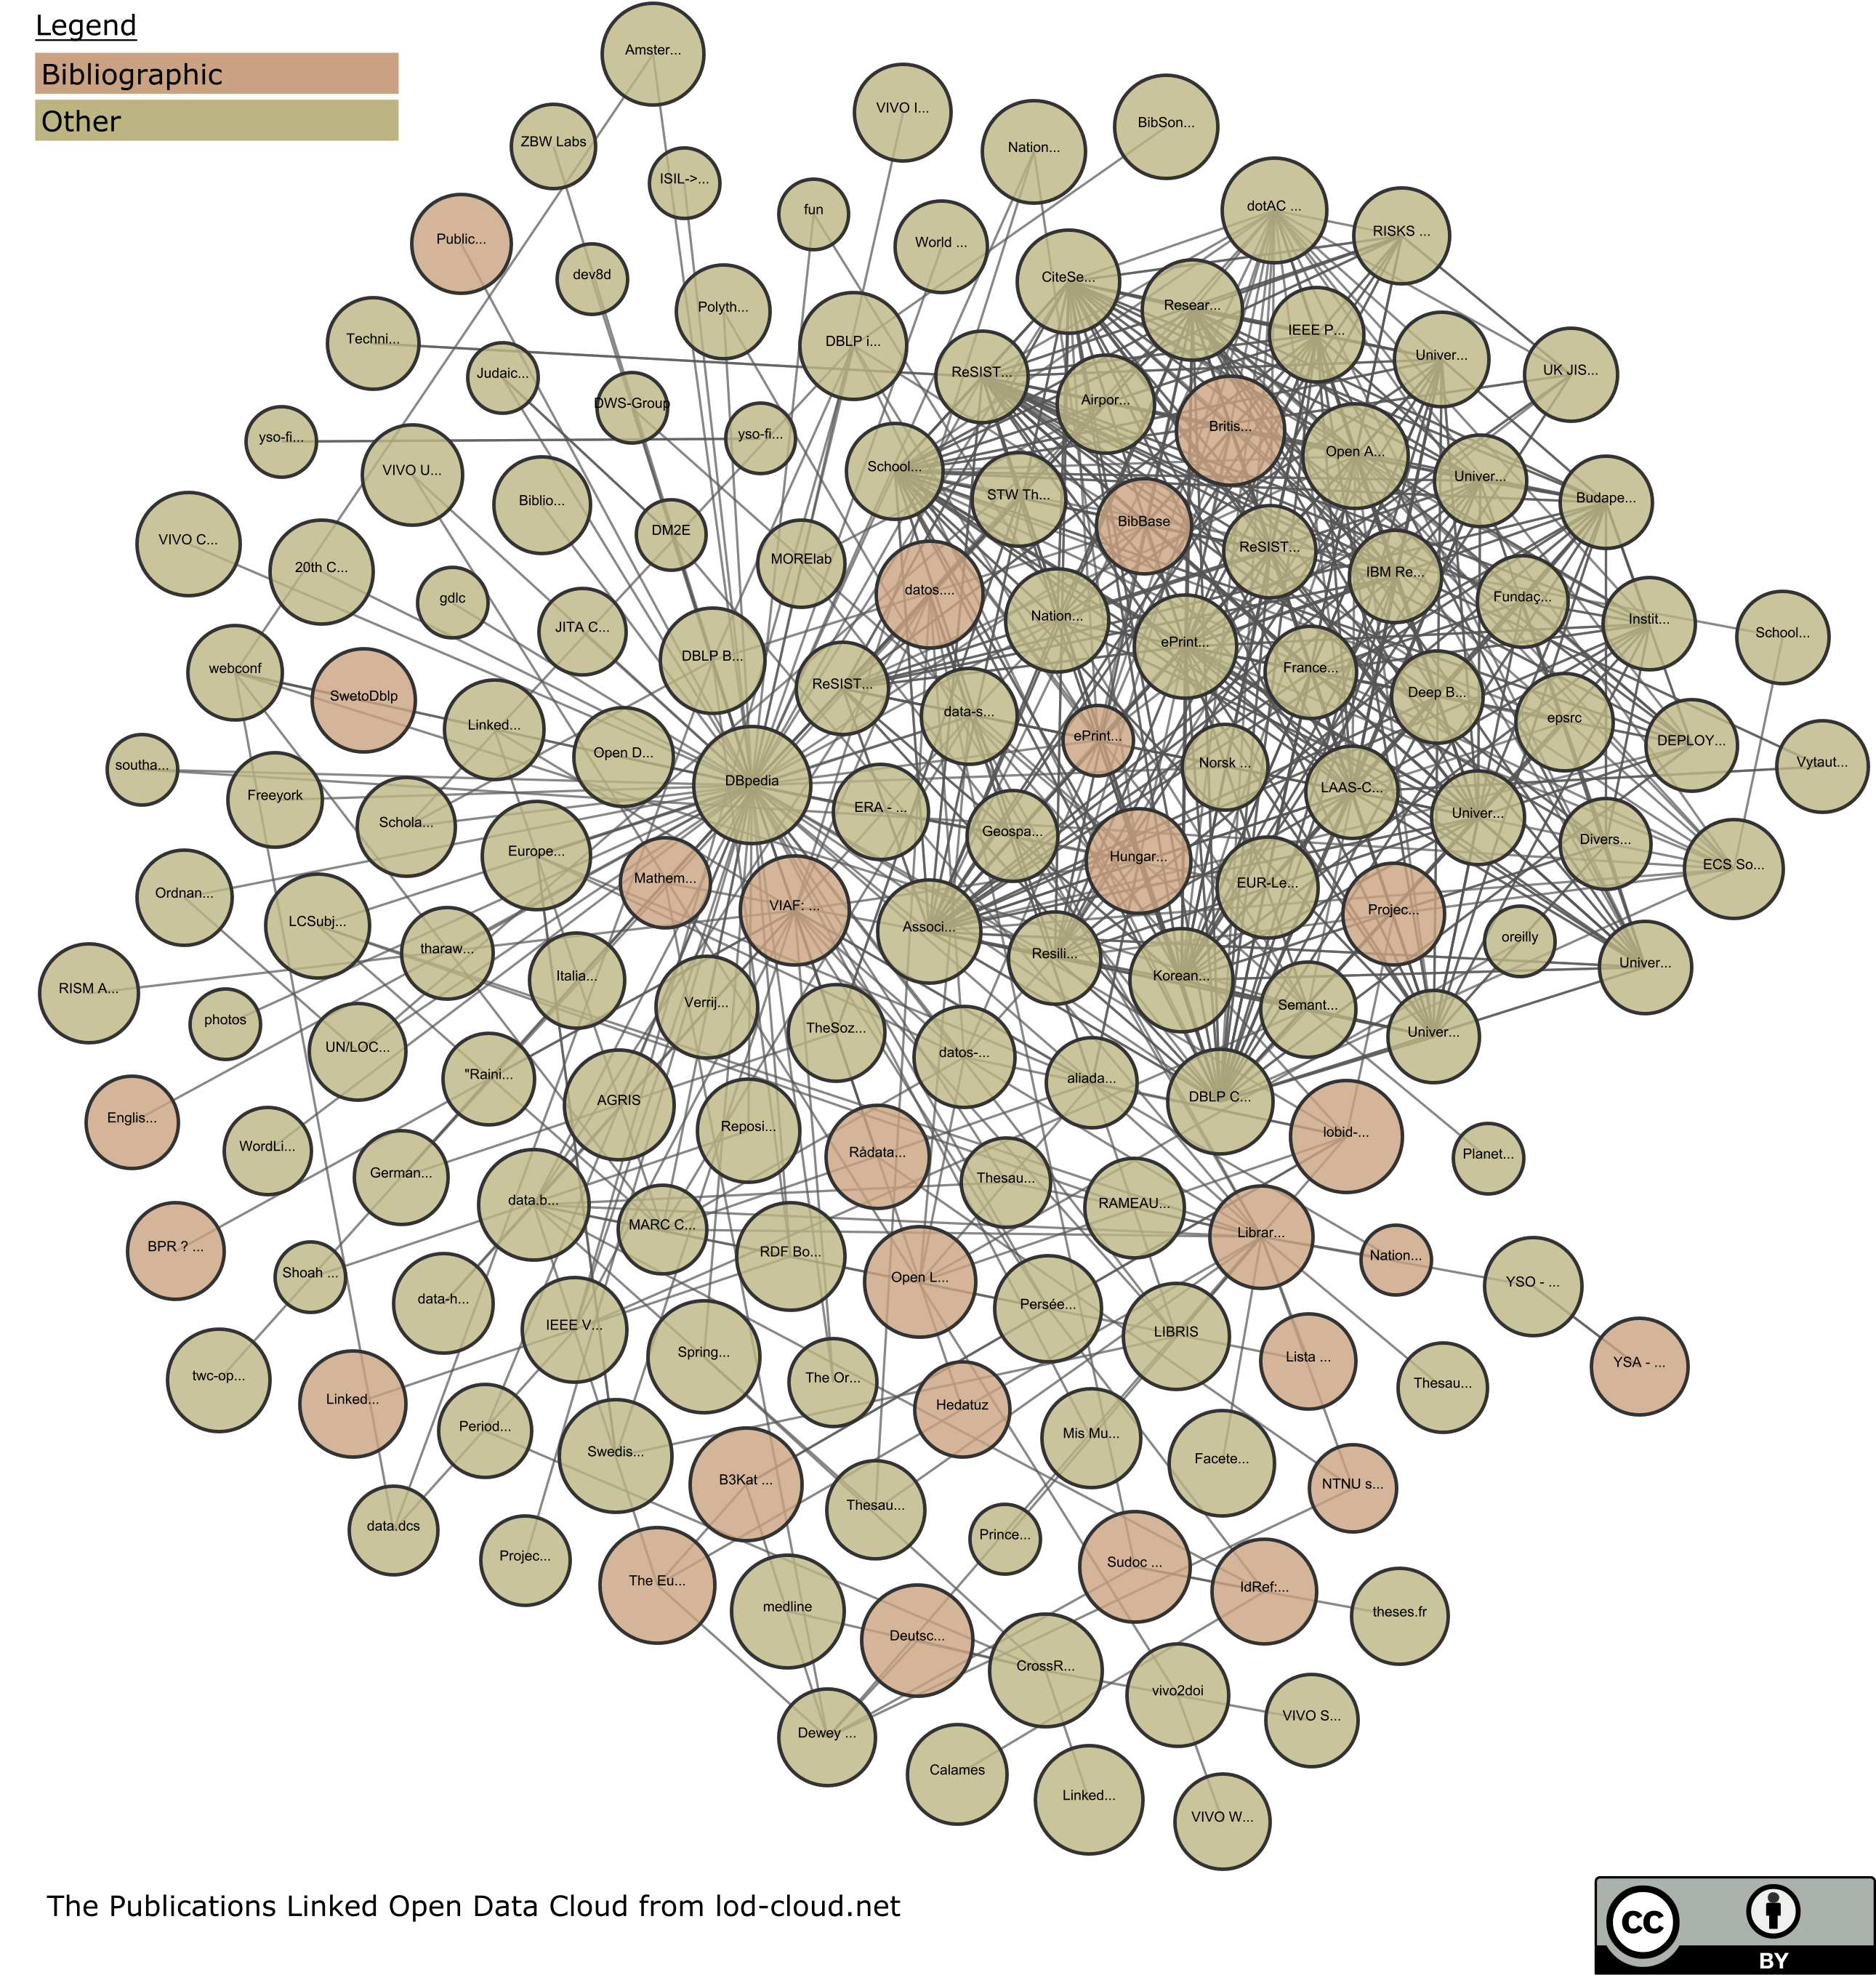 Legend
Bibliographic
Other
Amster...
VIVO I...
BibSon...
ZBW Labs
Nation...
ISIL->...
fun
dotAC ...
RISKS ...
Public...
World ...
dev8d
CiteSe...
Polyth...
Resear...
IEEE P...
Techni...
DBLP i...
Univer...
UK JIS...
Judaic...
ReSIST...
DWS-Group
Airpor...
Britis...
yso-fi...
yso-fi...
Open A...
VIVO U...
School...
Univer...
STW Th...
Budape...
Biblio...
BibBase
DM2E
VIVO C...
ReSIST...
MORElab
20th C...
IBM Re...
datos....
gdlc
Fundaç...
Nation...
Instit...
JITA C...
School...
ePrint...
DBLP B...
webconf
France...
ReSIST...
Deep B...
SwetoDblp
data-s...
epsrc
Linked...
ePrint...
DEPLOY...
Open D...
Norsk ...
Vytaut...
southa...
DBpedia
LAAS-C...
Freeyork
ERA - ...
Univer...
Schola...
Geospa...
Divers...
Europe...
Hungar...
ECS So...
Mathem...
EUR-Le...
Ordnan...
VIAF: ...
Projec...
LCSubj...
Associ...
oreilly
tharaw...
Resili...
Univer...
Italia...
Korean...
RISM A...
Verrij...
Semant...
photos
TheSoz...
Univer...
UN/LOC...
datos-...
"Raini...
aliada...
AGRIS
DBLP C...
Englis...
Reposi...
lobid-...
WordLi...
Rådata...
Planet...
German...
Thesau...
data.b...
RAMEAU...
MARC C...
Librar...
BPR ? ...
RDF Bo...
Nation...
Shoah ...
Open L...
YSO - ...
data-h...
Persée...
IEEE V...
LIBRIS
Spring...
Lista ...
YSA - ...
twc-op...
The Or...
Thesau...
Linked...
Hedatuz
Period...
Mis Mu...
Swedis...
Facete...
B3Kat ...
NTNU s...
Thesau...
data.dcs
Prince...
Projec...
Sudoc ...
The Eu...
IdRef:...
medline
theses.fr
Deutsc...
CrossR...
vivo2doi
VIVO S...
Dewey ...
Calames
Linked...
VIVO W...
The Publications Linked Open Data Cloud from lod-cloud.net
cc
BY